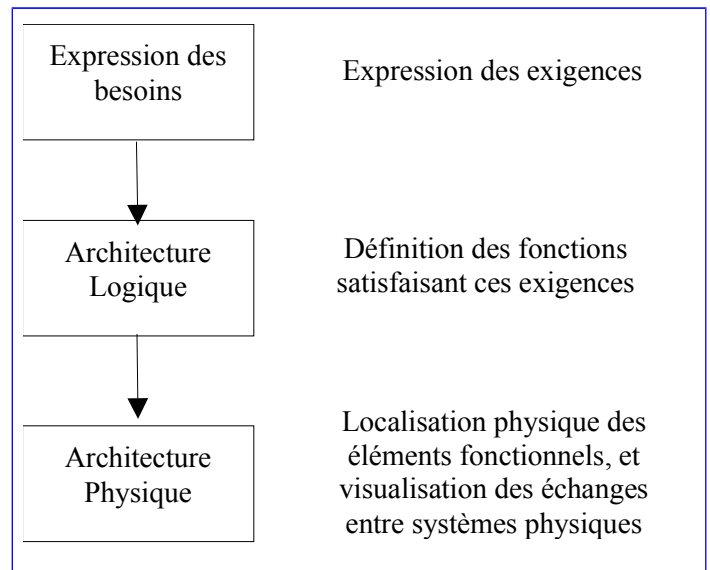 Expression des
besoins
Expression des exigences
Architecture
Logique
Définition des fonctions
satisfaisant ces exigences
Architecture
Physique
Localisation physique des
éléments fonctionnels, et
visualisation des échanges
entre systèmes physiques